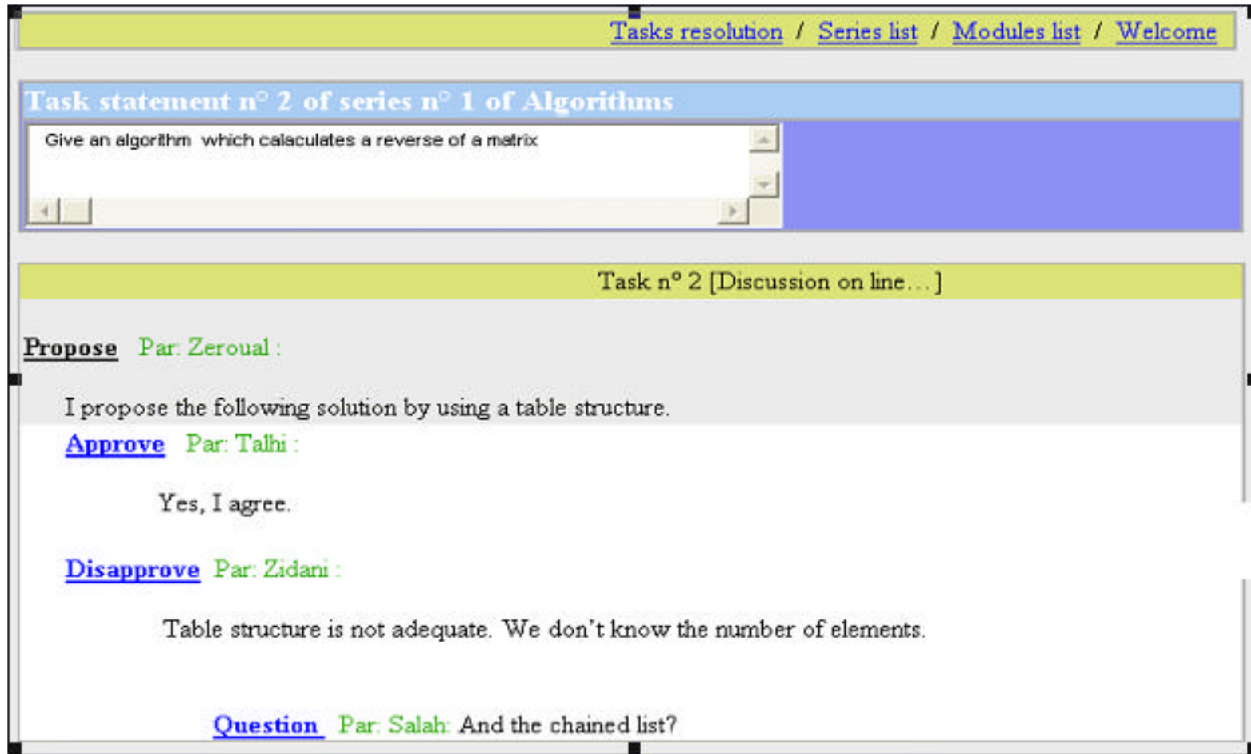 Tasks resolution / Series list / Modules list / Welcome
Task statement n° 2 of series n° 1 of Algorithms
Give an algorithm which calaculates a reverse of a matrix
Task n° 2 [Discussion on line...]
Propose Par: Zeroual :
I propose the following solution by using a table structure.
Approve Par: Talhi :
Yes, I agree.
Disapprove Par: Zidani :
Table structure is not adequate. We don't know the number of elements.
Question Par: Salah: And the chained list?